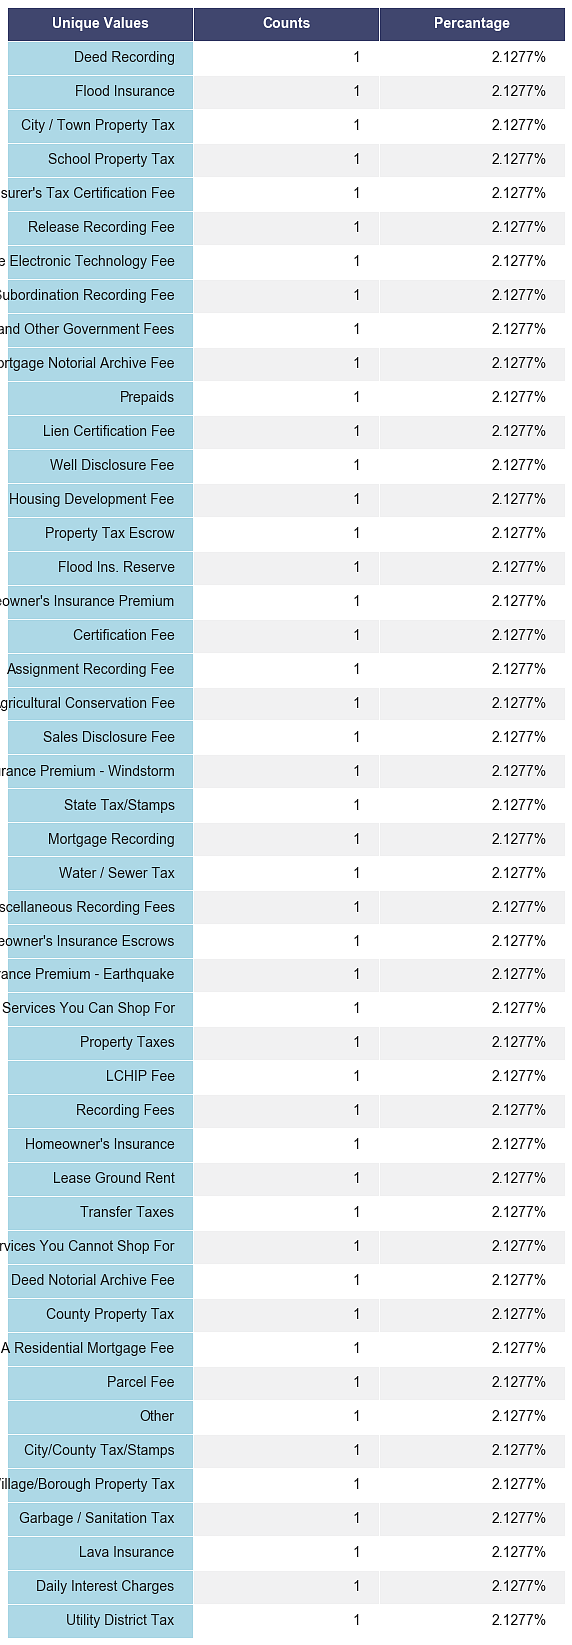 Unique Values Counts Percantage
Deed Recording 1 2.1277%
Flood Insurance 1 2.1277%
City / Town Property Tax 1 2.1277%
School Property Tax 1 2.1277%
surer's Tax Certification Fee 1 2.1277%
Release Recording Fee 1 2.1277%
e Electronic Technology Fee 1 2.1277%
Subordination Recording Fee 1 2.1277%
and Other Government Fees 1 2.1277%
ortgage Notorial Archive Fee 1 2.1277%
Prepaids 1 2.1277%
Lien Certification Fee 1 2.1277%
Well Disclosure Fee 1 2.1277%
Housing Development Fee 1 2.1277%
Property Tax Escrow 1 2.1277%
Flood Ins. Reserve 1 2.1277%
eowner's Insurance Premium 1 2.1277%
Certification Fee 1 2.1277%
Assignment Recording Fee 1 2.1277%
gricultural Conservation Fee 1 2.1277%
Sales Disclosure Fee 1 2.1277%
rance Premium - Windstorm 1 2.1277%
State Tax/Stamps 1 2.1277%
Mortgage Recording 1 2.1277%
Water / Sewer Tax 1 2.1277%
scellaneous Recording Fees 1 2.1277%
eowner's Insurance Escrows 1 2.1277%
rance Premium - Earthquake 1 2.1277%
Services You Can Shop For 1 2.1277%
Property Taxes 1 2.1277%
LCHIP Fee 1 2.1277%
Recording Fees 1 2.1277%
Homeowner's Insurance 1 2.1277%
Lease Ground Rent 1 2.1277%
Transfer Taxes 1 2.1277%
rvices You Cannot Shop For 1 2.1277%
Deed Notorial Archive Fee 1 2.1277%
County Property Tax 1 2.1277%
A Residential Mortgage Fee 1 2.1277%
Parcel Fee 1 2.1277%
Other 1 2.1277%
City/County Tax/Stamps 1 2.1277%
illage/Borough Property Tax 1 2.1277%
Garbage / Sanitation Tax 1 2.1277%
Lava Insurance 1 2.1277%
Daily Interest Charges 1 2.1277%
Utility District Tax 1 2.1277%